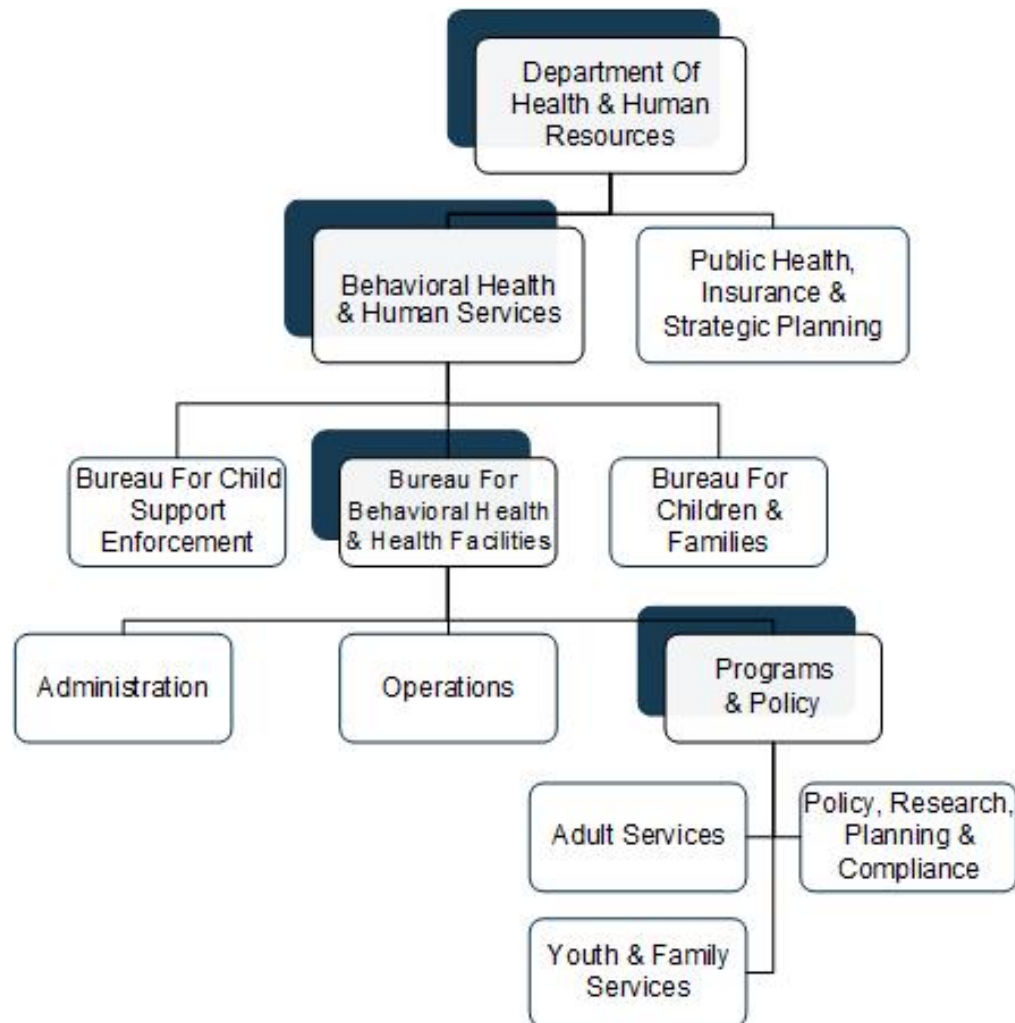 Department Of
Health & Human
Resources
Behavioral Health
& Human Services
Public Health,
Insurance &
Strategic Planning
Bureau For Child
Support
Enforcement
Bureau For
Behavioral Health
& Health Facilities
Bureau For
Children &
Families
Administration
Operations
Programs
& Policy
Adult Services
Policy, Research,
Planning &
Compliance
Youth & Family
Services